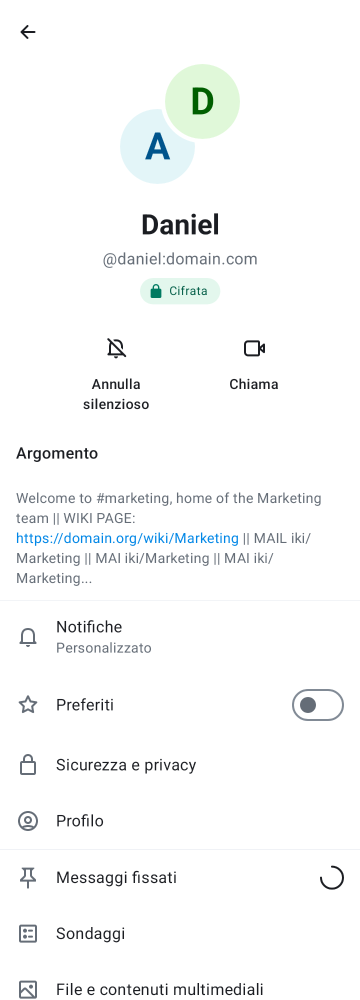 D
A
Daniel
@daniel:domain.com
Cifrata
Annulla
silenzioso
Chiama
Argomento
Welcome to #marketing, home of the Marketing
team || WIKI PAGE:
https://domain.org/wiki/Marketing || MAIL iki/
Marketing || MAI iki/Marketing || MAI iki/
Marketing...
Notifiche
Personalizzato
Preferiti
Sicurezza e privacy
Profilo
Messaggi fissati
Sondaggi
File e contenuti multimediali